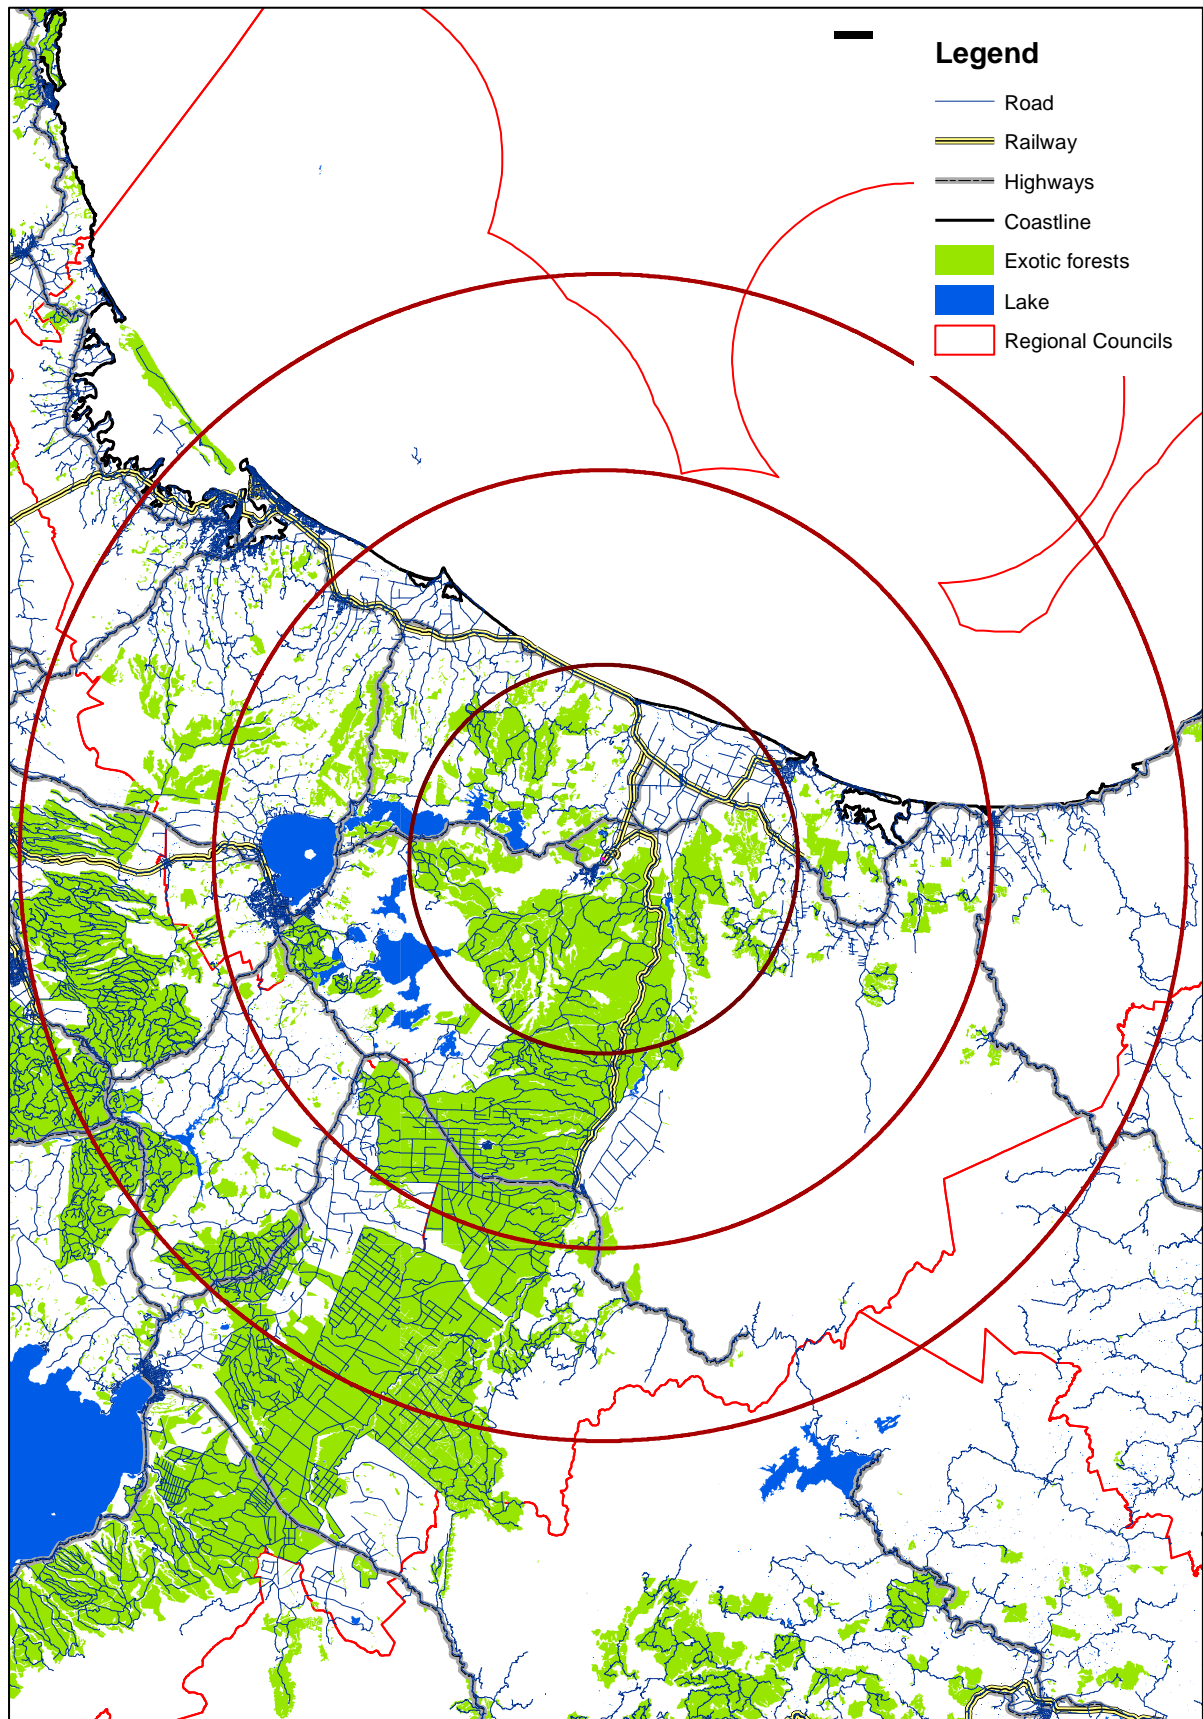 Legend
Road
Railway
Highways
Coastline
Exotic forests
Lake
Regional Councils